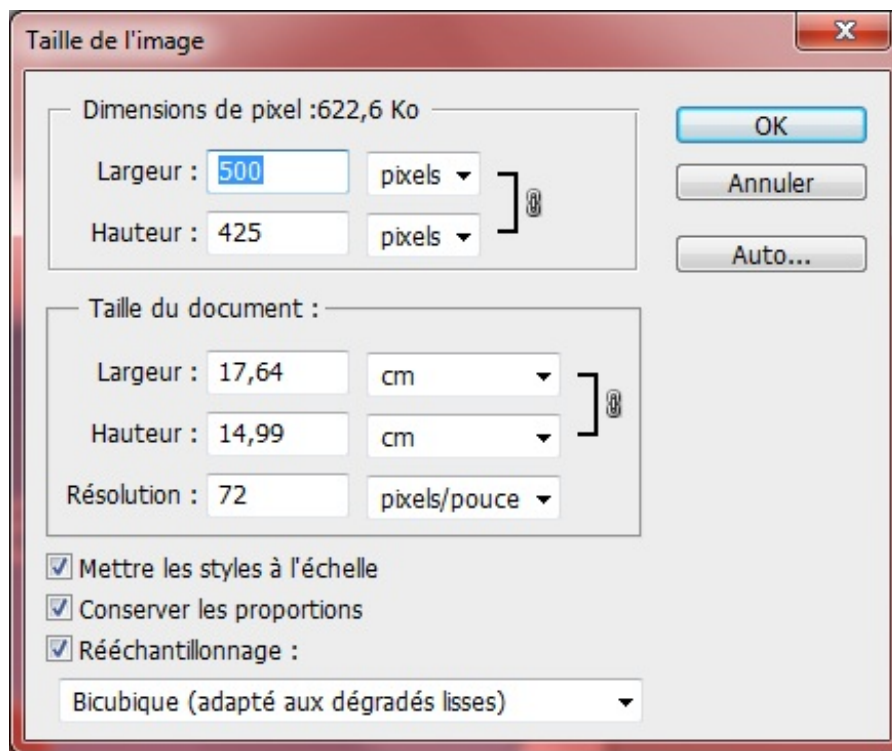 Taille de l'image
X
Dimensions de pixel :622,6 Ko
Largeur : 500 pixels
Hauteur : 425 pixels
OK
Annuler
Auto...
Taille du document :
Largeur : 17,64 cm
Hauteur : 14,99 cm
Résolution : 72 pixels/pouce
Mettre les styles à l'échelle
Conserver les proportions
Rééchantillonnage :
Bicubique (adapté aux dégradés lisses)